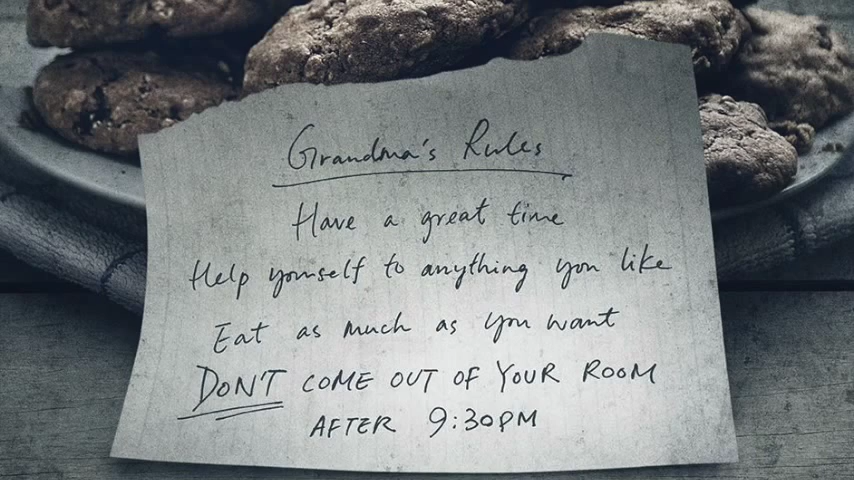 Grandma's Rules
Have a great time
Help yourself to anything you like
Eat as much as you want
DON'T COME OUT OF YOUR ROOM
AFTER 9:30PM